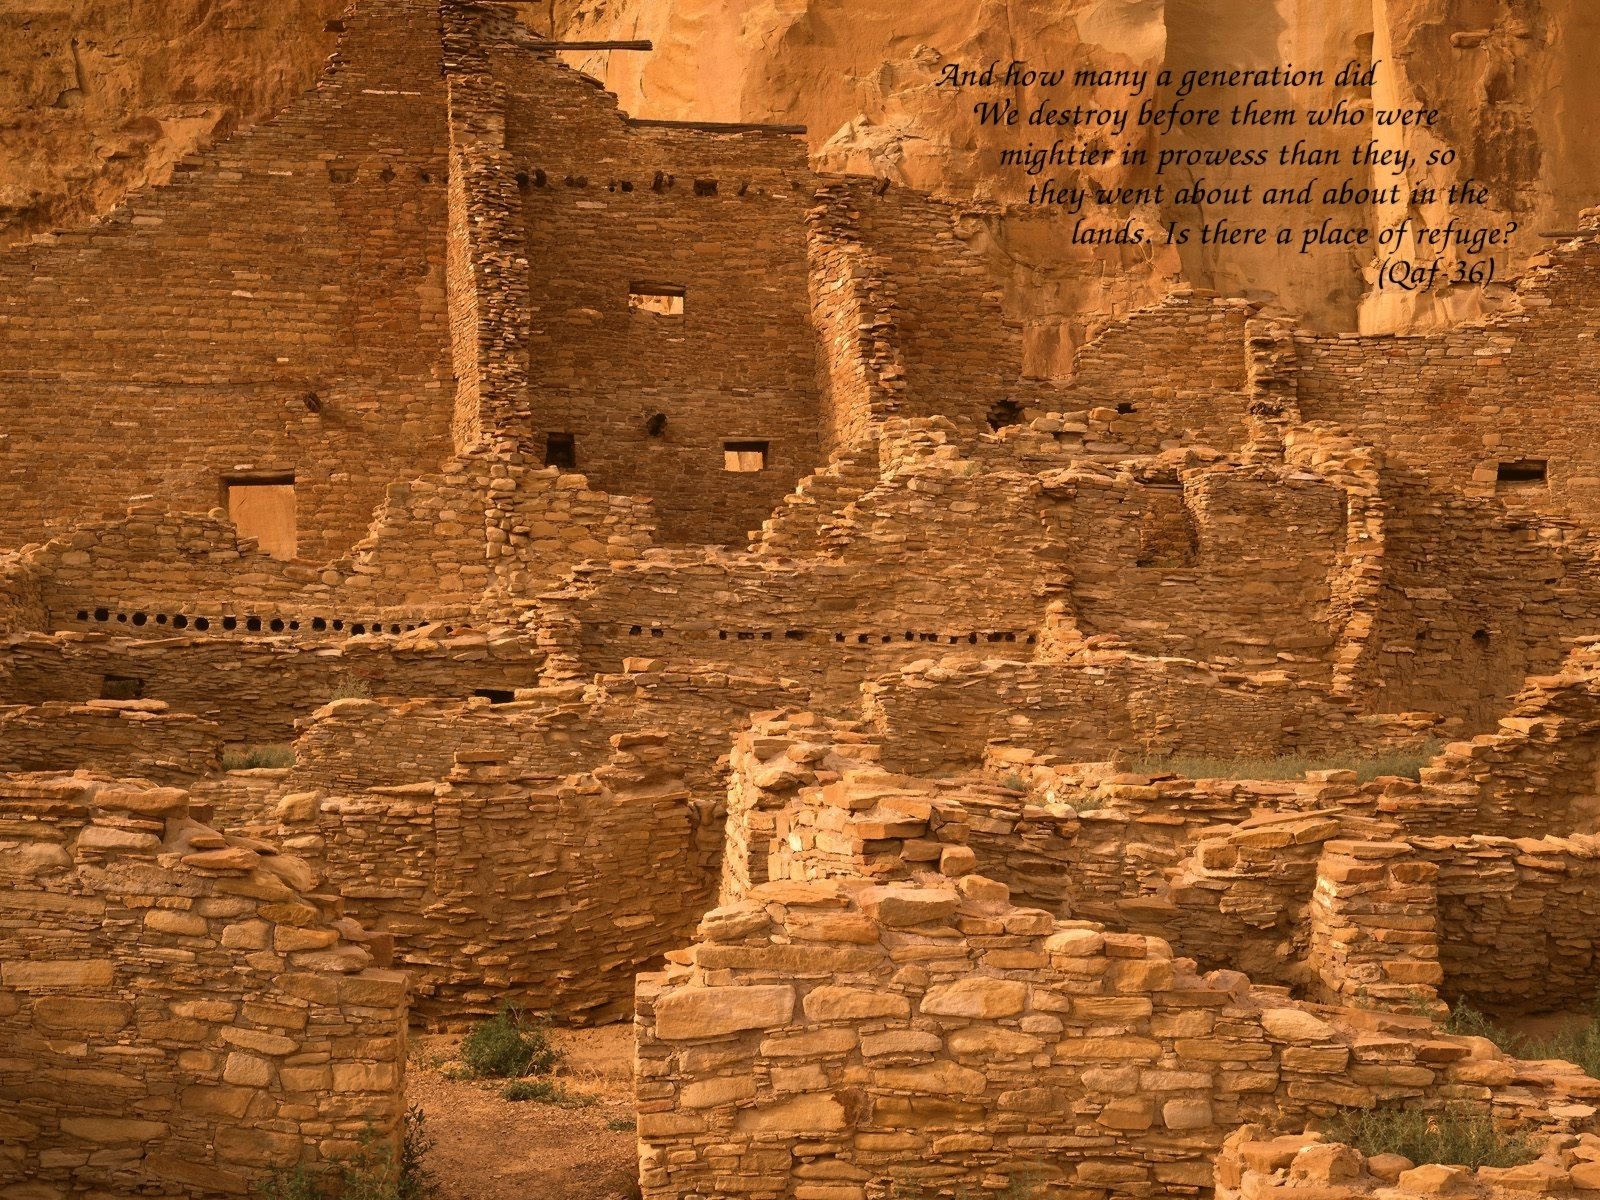 And how many a generation did
We destroy before them who were
mightier in prowess than they, so
they went about and about in the
lands. Is there a place of refuge?
(Qaf-36)